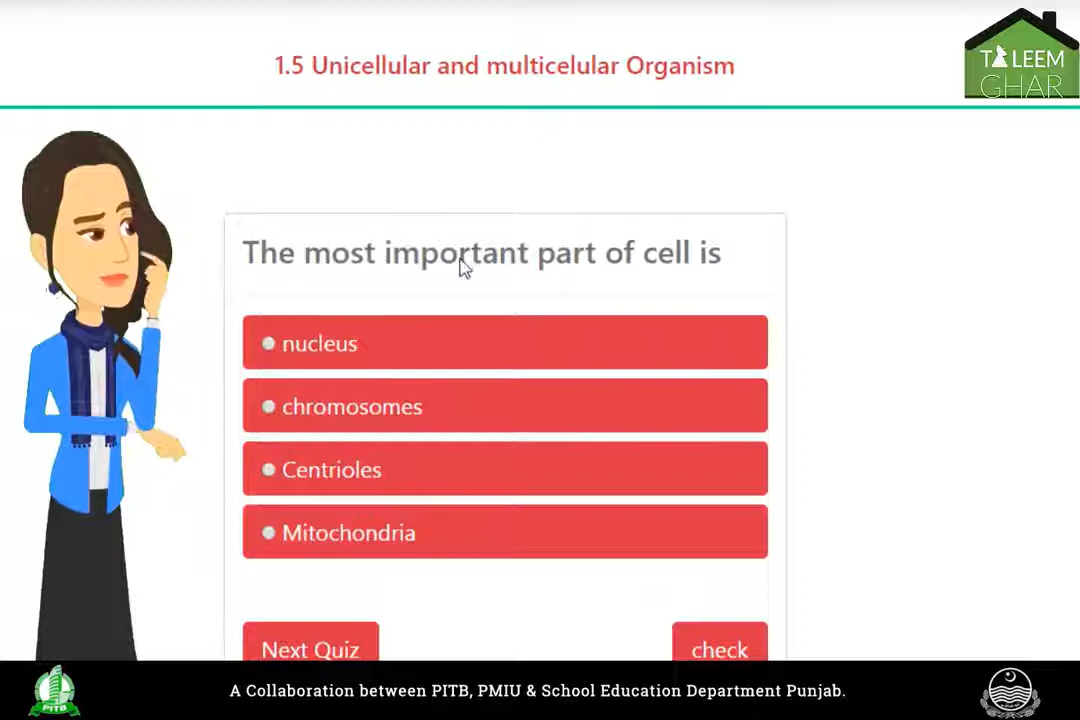 1.5 Unicellular and multicelular Organism
TALEEM
GHAR
The most important part of cell is
nucleus
chromosomes
Centrioles
Mitochondria
Next Quiz
check
PITB
A Collaboration between PITB, PMIU & School Education Department Punjab.